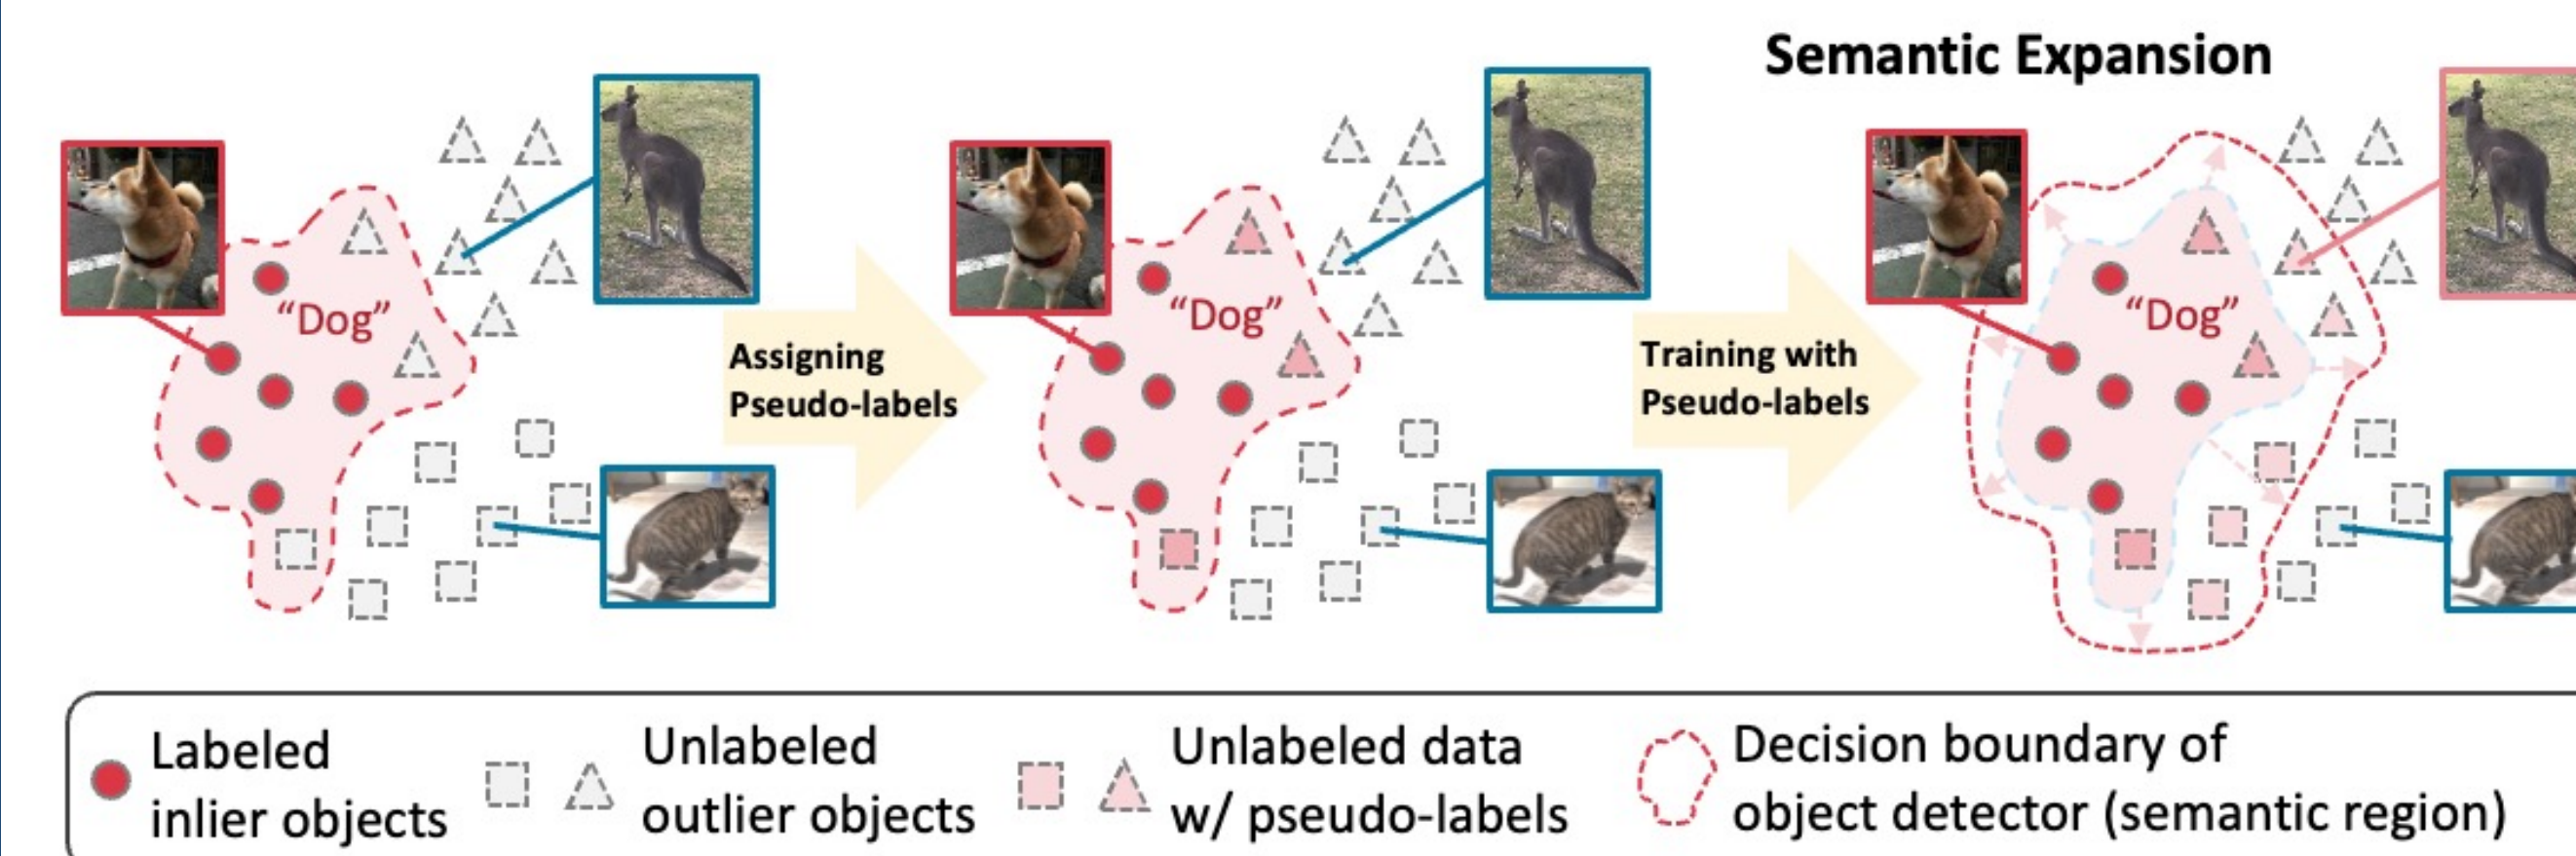 Semantic Expansion
“Dog”
“Dog”
“Dog”
Assigning
Pseudo-labels
Training with
Pseudo-labels
Labeled
inlier objects
Unlabeled
outlier objects
Unlabeled data
w/ pseudo-labels
Decision boundary of
object detector (semantic region)